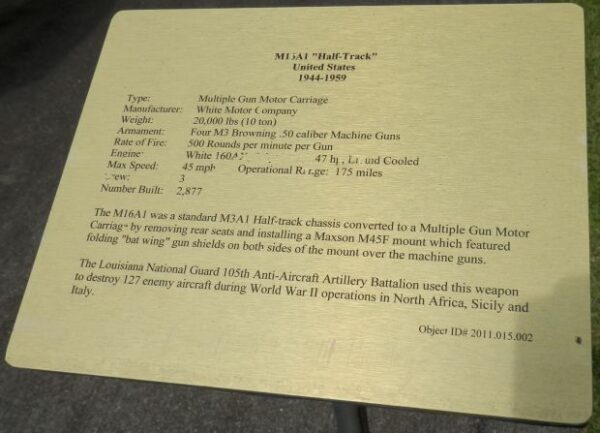 "Half-Track"
United States
1944-1959
Type: Multiple Gun Motor Carriage
Manufacturer: White Motor Company
Weight: 20,000 lbs (10 ton)
Armament: Four M3 Browning .50 caliber Machine Guns
Rate of Fire: 500 Rounds per minute per Gun
Engine: White 47 Cooled
Max Speed: 45 mph Operational Range: 175 miles
3
Number Built: 2,877
The M16A1 was a standard M3A1 Half-track chassis converted to a Multiple Gun Motor
Carriage by removing rear seats and installing a Maxson M45F mount which featured
folding "bat wing" gun shields on both sides of the mount over the machine guns.
The Louisiana National Guard 105th Anti-Aircraft Artillery Battalion used this weapon
to destroy 127 enemy aircraft during World War II operations in North Africa, Sicily and
Italy.
Object ID# 2011.015.002